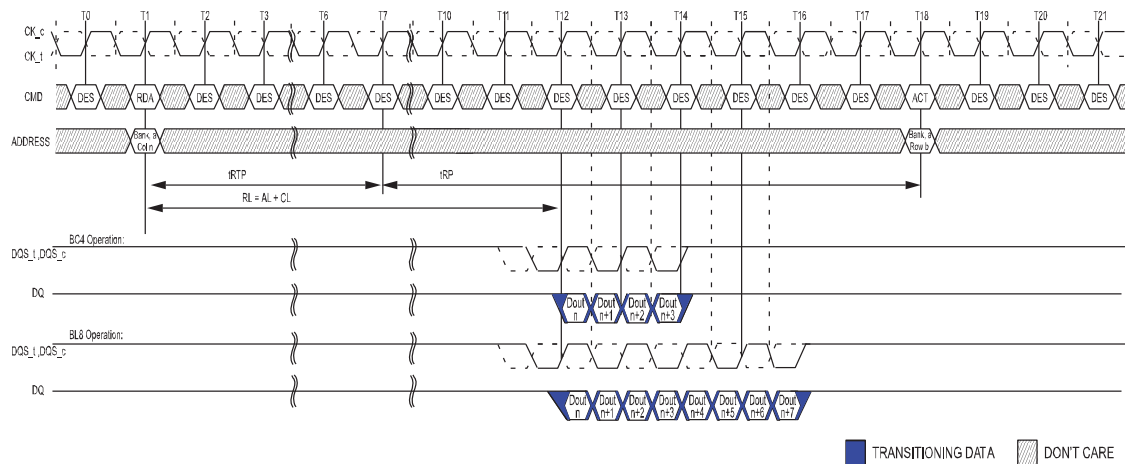 T0 T1 T2 T3 T6 T7 T10 T11 T12 T13 T14 T15 T16 T17 T18 T19 T20 T21
CK_c
CK_t
CMD DES RDA DES DES DES DES DES DES DES DES DES DES DES DES ACT DES DES DES
ADDRESS Bank, a Bank, a
Col n Row b
tRTP tRP
RL = AL + CL
BC4 Operation:
DQS_t ,DQS_c
DQ Dout Dout Dout Dout
n n+1 n+2 n+3
BL8 Operation:
DQS_t ,DQS_c
DQ Dout Dout Dout Dout Dout Dout Dout Dout
n n+1 n+2 n+3 n+4 n+5 n+6 n+7
TRANSITIONING DATA DON'T CARE